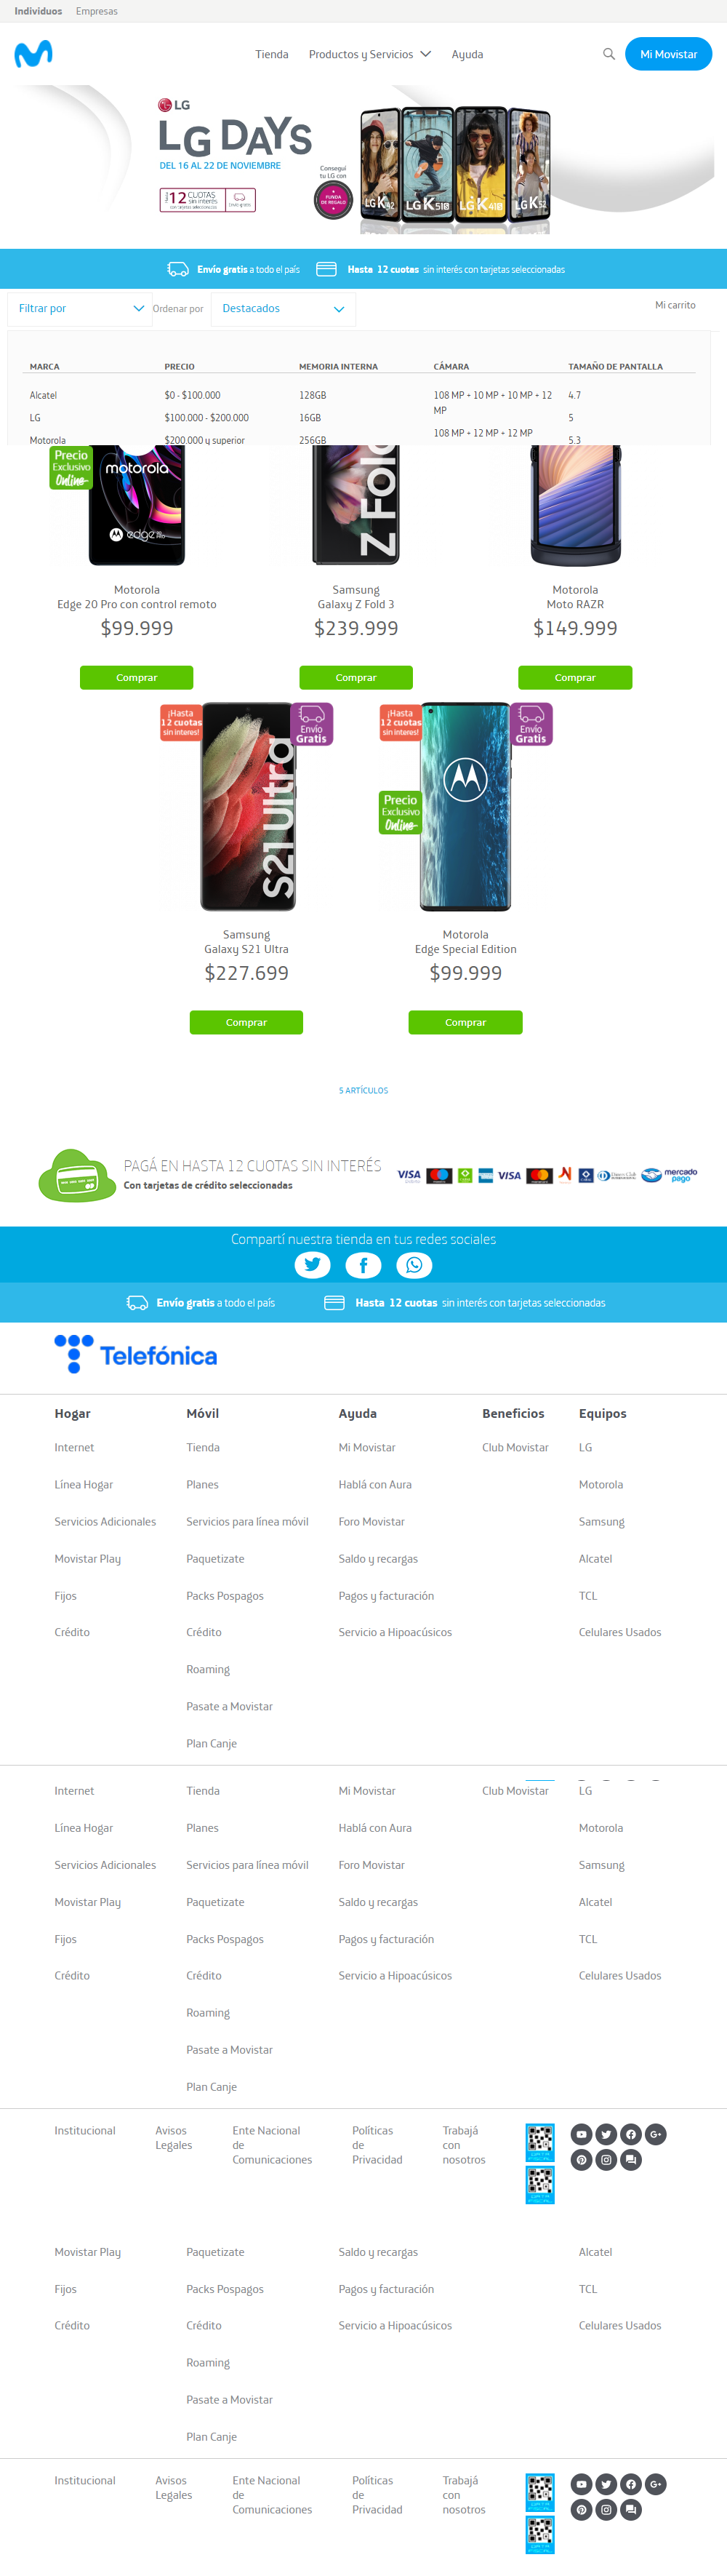 Individuos Empresas
Tienda Productos y Servicios Ayuda Mi Movistar
LG
LG DAYS
DEL 16 AL 22 DE NOVIEMBRE
Hasta 12 CUOTAS sin interés con tarjetas seleccionadas
Envío gratis
Conseguí tu LG con
FUNDA DE REGALO
LG K42 LG K51S LG K41S LG K52
Envío gratis a todo el país Hasta 12 cuotas sin interés con tarjetas seleccionadas
Filtrar por Ordenar por Destacados Mi carrito
MARCA PRECIO MEMORIA INTERNA CÁMARA TAMAÑO DE PANTALLA
Alcatel $0 - $100.000 128GB 108 MP + 10 MP + 10 MP + 12 MP 4.7
LG $100.000 - $200.000 16GB 108 MP + 12 MP + 12 MP 5
Motorola $200.000 y superior 256GB 5.3
Precio Exclusivo Online
motorola
edge 20 PRO
Z Fold
Motorola
Edge 20 Pro con control remoto
$99.999
Comprar
Samsung
Galaxy Z Fold 3
$239.999
Comprar
Motorola
Moto RAZR
$149.999
Comprar
¡Hasta
12 cuotas
sin interes!
Envío
Gratis
S21 Ultra
¡Hasta
12 cuotas
sin interes!
Envío
Gratis
Precio
Exclusivo
Online
Samsung
Galaxy S21 Ultra
$227.699
Comprar
Motorola
Edge Special Edition
$99.999
Comprar
5 ARTÍCULOS
PAGÁ EN HASTA 12 CUOTAS SIN INTERÉS
Con tarjetas de crédito seleccionadas
VISA VISA Diners Club mercado pago
Compartí nuestra tienda en tus redes sociales
Envío gratis a todo el país Hasta 12 cuotas sin interés con tarjetas seleccionadas
Telefónica
Hogar Móvil Ayuda Beneficios Equipos
Internet Tienda Mi Movistar Club Movistar LG
Línea Hogar Planes Hablá con Aura Motorola
Servicios Adicionales Servicios para línea móvil Foro Movistar Samsung
Movistar Play Paquetizate Saldo y recargas Alcatel
Fijos Packs Pospagos Pagos y facturación TCL
Crédito Crédito Servicio a Hipoacúsicos Celulares Usados
Roaming
Pasate a Movistar
Plan Canje
Internet Tienda Mi Movistar Club Movistar LG
Línea Hogar Planes Hablá con Aura Motorola
Servicios Adicionales Servicios para línea móvil Foro Movistar Samsung
Movistar Play Paquetizate Saldo y recargas Alcatel
Fijos Packs Pospagos Pagos y facturación TCL
Crédito Crédito Servicio a Hipoacúsicos Celulares Usados
Roaming
Pasate a Movistar
Plan Canje
Institucional Avisos Legales Ente Nacional de Comunicaciones Políticas de Privacidad Trabajá con nosotros
Movistar Play Paquetizate Saldo y recargas Alcatel
Fijos Packs Pospagos Pagos y facturación TCL
Crédito Crédito Servicio a Hipoacúsicos Celulares Usados
Roaming
Pasate a Movistar
Plan Canje
Institucional Avisos Legales Ente Nacional de Comunicaciones Políticas de Privacidad Trabajá con nosotros